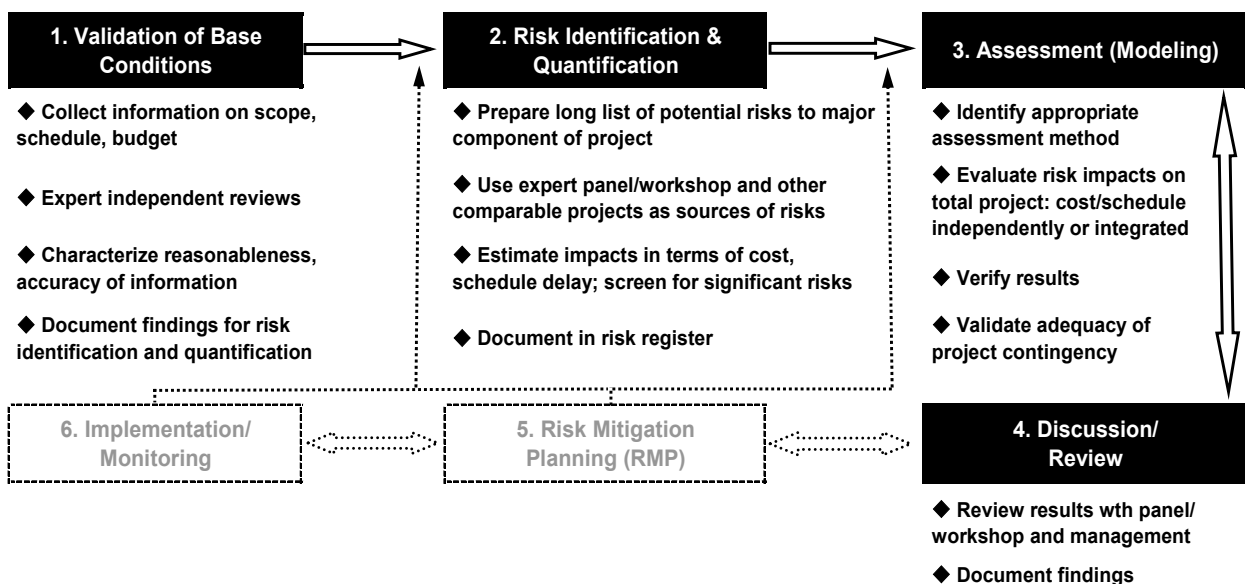 1. Validation of Base
Conditions
◆ Collect information on scope,
schedule, budget
◆ Expert independent reviews
◆ Characterize reasonableness,
accuracy of information
◆ Document findings for risk
identification and quantification
2. Risk Identification &
Quantification
◆ Prepare long list of potential risks to major
component of project
◆ Use expert panel/workshop and other
comparable projects as sources of risks
◆ Estimate impacts in terms of cost,
schedule delay; screen for significant risks
◆ Document in risk register
3. Assessment (Modeling)
◆ Identify appropriate
assessment method
◆ Evaluate risk impacts on
total project: cost/schedule
independently or integrated
◆ Verify results
◆ Validate adequacy of
project contingency
4. Discussion/
Review
◆ Review results wth panel/
workshop and management
◆ Document findings
5. Risk Mitigation
Planning (RMP)
6. Implementation/
Monitoring